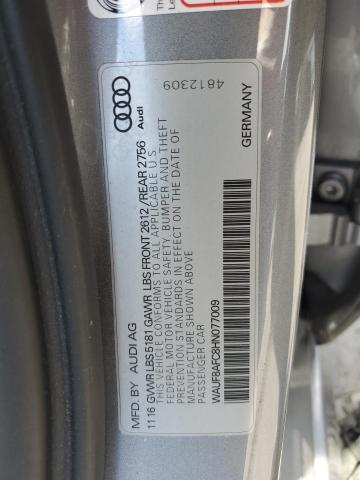 Audi
4812309
GERMANY
MFD. BY AUDI AG
11 16 GVWR LBS 5181 GAWR LBS FRONT 2612 / REAR 2756
THIS VEHICLE CONFORMS TO ALL APPLICABLE U S
FEDERAL MOTOR VEHICLE SAFETY, BUMPER AND THEFT
PREVENTION STANDARDS IN EFFECT ON THE DATE OF
MANUFACTURE SHOWN ABOVE
PASSENGER CAR
WAUF8AFC8HN077009